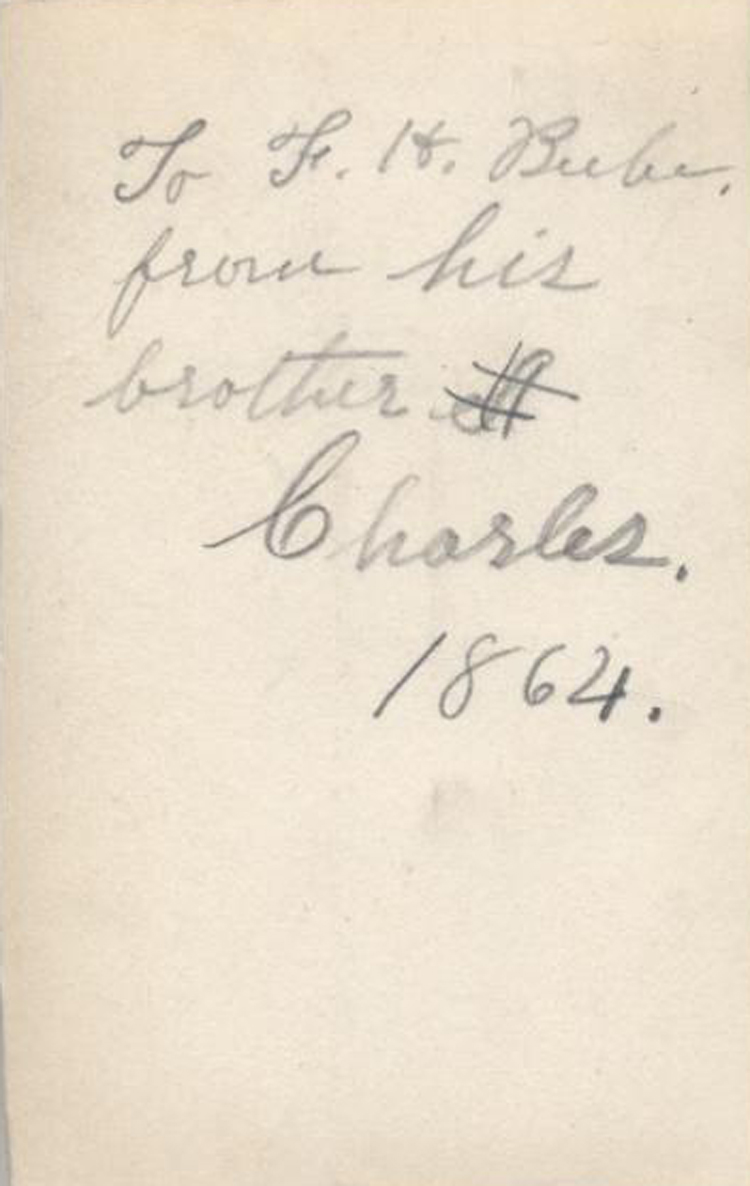 To F. H. Beebe.
from his
brother
Charles.
1864.